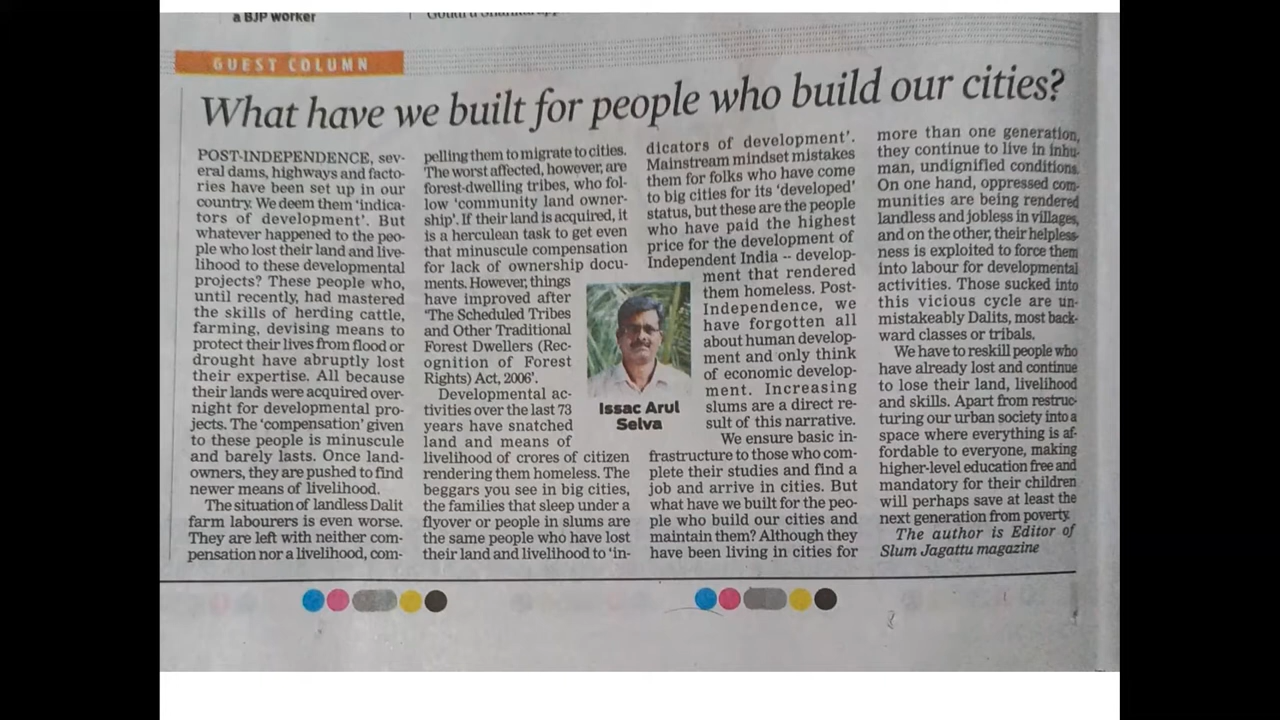 a BJP worker
GUEST COLUMN
What have we built for people who build our cities?
POST-INDEPENDENCE, sev-
eral dams, highways and facto-
ries have been set up in our
country. We deem them ‘indica-
tors of development’. But
whatever happened to the peo-
ple who lost their land and live-
lihood to these developmental
projects? These people who,
until recently, had mastered
the skills of herding cattle,
farming, devising means to
protect their lives from flood or
drought have abruptly lost
their expertise. All because
their lands were acquired over-
night for developmental pro-
jects. The ‘compensation’ given
to these people is minuscule
and barely lasts. Once land-
owners, they are pushed to find
newer means of livelihood.
The situation of landless Dalit
farm labourers is even worse.
They are left with neither com-
pensation nor a livelihood, com-
pelling them to migrate to cities.
The worst affected, however, are
forest-dwelling tribes, who fol-
low ‘community land owner-
ship’. If their land is acquired, it
is a herculean task to get even
that minuscule compensation
for lack of ownership docu-
ments. However, things
have improved after
‘The Scheduled Tribes
and Other Traditional
Forest Dwellers (Rec-
ognition of Forest
Rights) Act, 2006’.
Developmental ac-
tivities over the last 73
years have snatched
land and means of
livelihood of crores of citizen
rendering them homeless. The
beggars you see in big cities,
the families that sleep under a
flyover or people in slums are
the same people who have lost
their land and livelihood to ‘in-
Issac Arul
Selva
dicators of development’.
Mainstream mindset mistakes
them for folks who have come
to big cities for its ‘developed’
status, but these are the people
who have paid the highest
price for the development of
Independent India -- develop-
ment that rendered
them homeless. Post-
Independence, we
have forgotten all
about human develop-
ment and only think
of economic develop-
ment. Increasing
slums are a direct re-
sult of this narrative.
We ensure basic in-
frastructure to those who com-
plete their studies and find a
job and arrive in cities. But
what have we built for the peo-
ple who build our cities and
maintain them? Although they
have been living in cities for
more than one generation,
they continue to live in inhu-
man, undignified conditions.
On one hand, oppressed com-
munities are being rendered
landless and jobless in villages,
and on the other, their helpless-
ness is exploited to force them
into labour for developmental
activities. Those sucked into
this vicious cycle are un-
mistakeably Dalits, most back-
ward classes or tribals.
We have to reskill people who
have already lost and continue
to lose their land, livelihood
and skills. Apart from restruc-
turing our urban society into a
space where everything is af-
fordable to everyone, making
higher-level education free and
mandatory for their children
will perhaps save at least the
next generation from poverty.
The author is Editor of
Slum Jagattu magazine